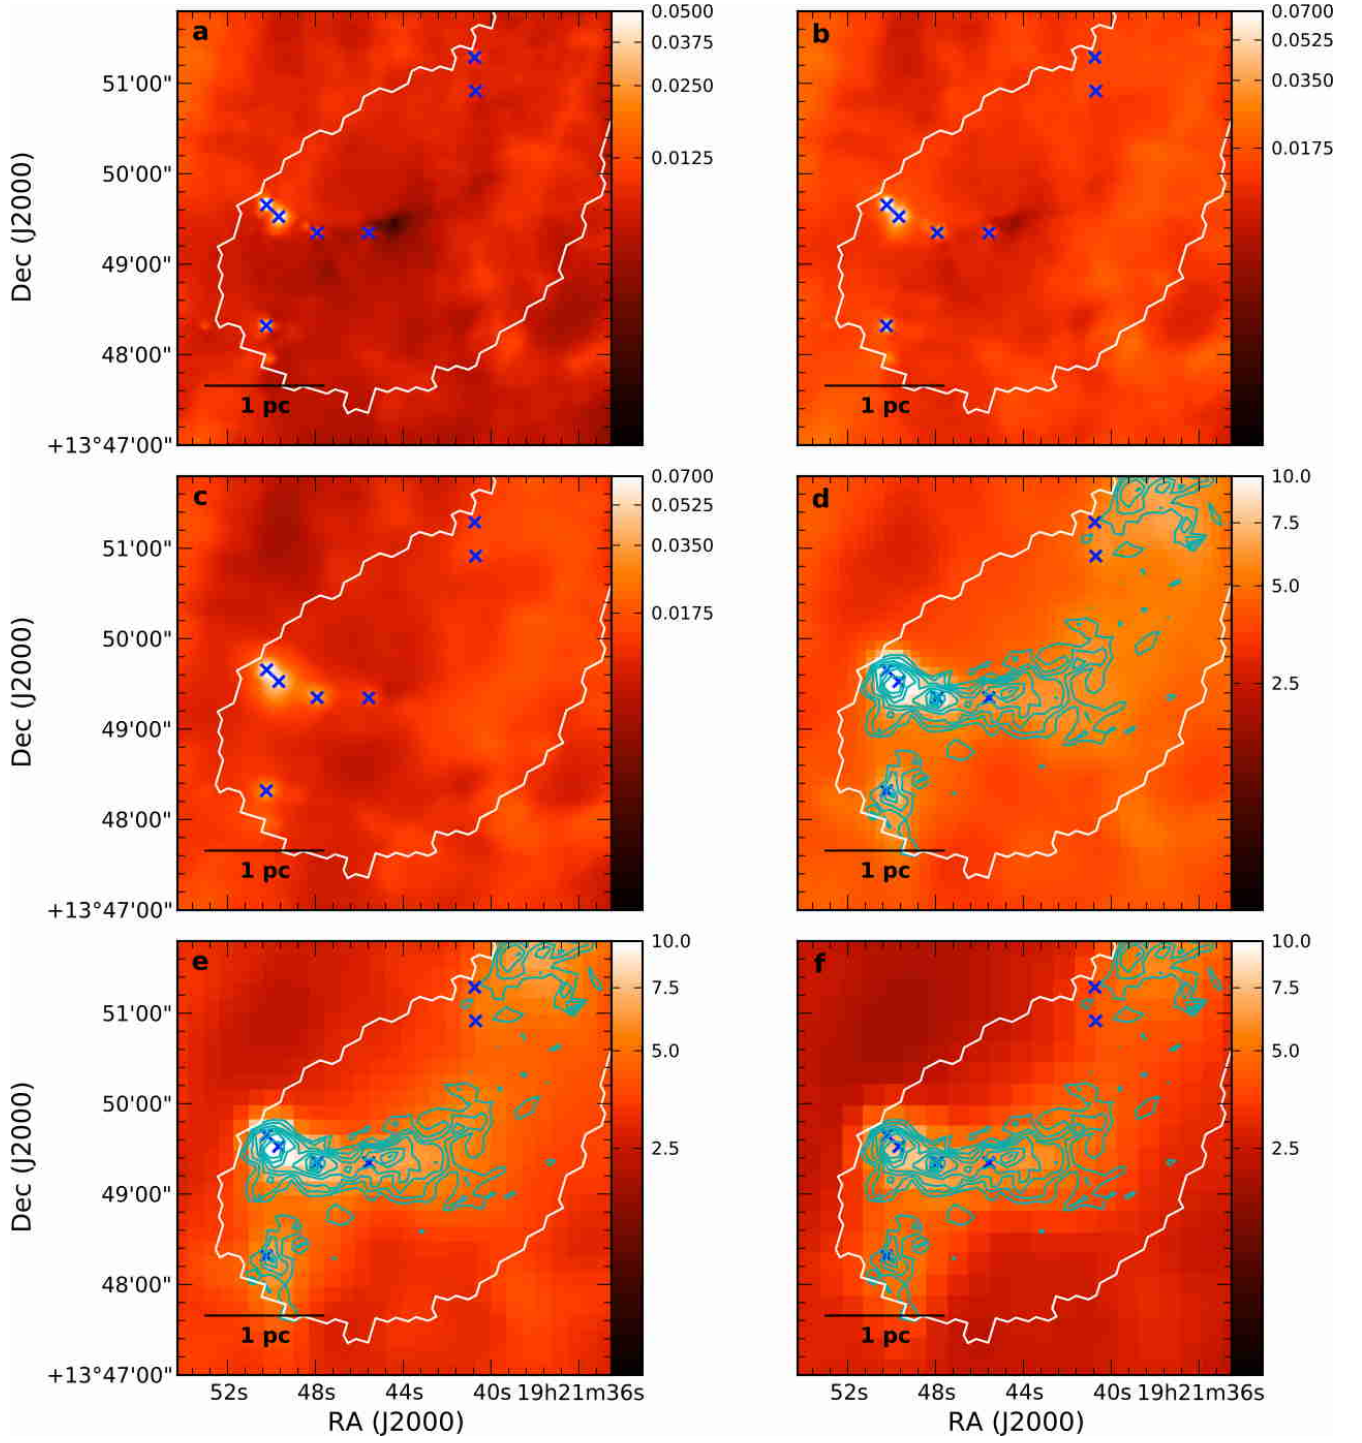 a
0.0500
0.0375
0.0250
0.0125
51'00"
50'00"
49'00"
48'00"
+13°47'00"
Dec (J2000)
1 pc
b
0.0700
0.0525
0.0350
0.0175
1 pc
c
0.0700
0.0525
0.0350
0.0175
51'00"
50'00"
49'00"
48'00"
+13°47'00"
Dec (J2000)
1 pc
d
10.0
7.5
5.0
2.5
1 pc
e
10.0
7.5
5.0
2.5
51'00"
50'00"
49'00"
48'00"
+13°47'00"
Dec (J2000)
1 pc
52s 48s 44s 40s 19h21m36s
RA (J2000)
f
10.0
7.5
5.0
2.5
1 pc
52s 48s 44s 40s 19h21m36s
RA (J2000)